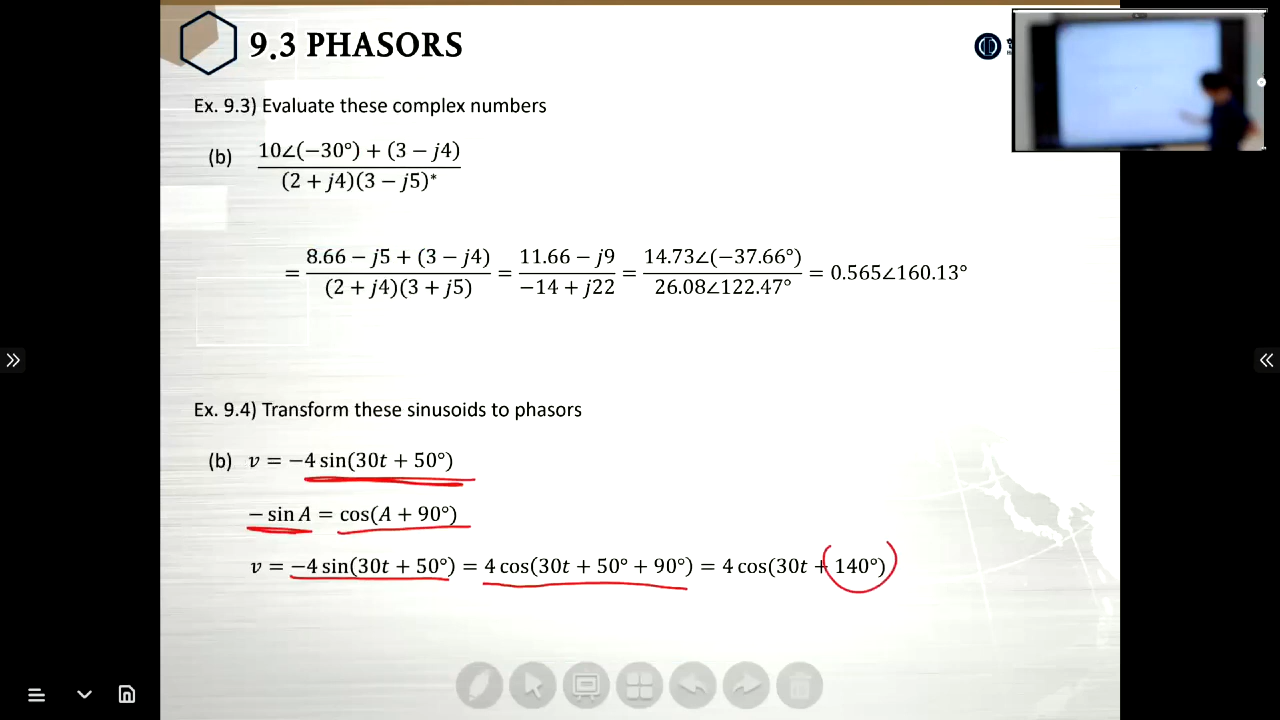 9.3 PHASORS
Ex. 9.3) Evaluate these complex numbers
(b) 10∠(−30°) + (3 − j4)
(2 + j4)(3 − j5)*
= 8.66 − j5 + (3 − j4) / (2 + j4)(3 + j5) = 11.66 − j9 / −14 + j22 = 14.73∠(−37.66°) / 26.08∠122.47° = 0.565∠160.13°
Ex. 9.4) Transform these sinusoids to phasors
(b) v = −4 sin(30t + 50°)
− sin A = cos(A + 90°)
v = −4 sin(30t + 50°) = 4 cos(30t + 50° + 90°) = 4 cos(30t + 140°)